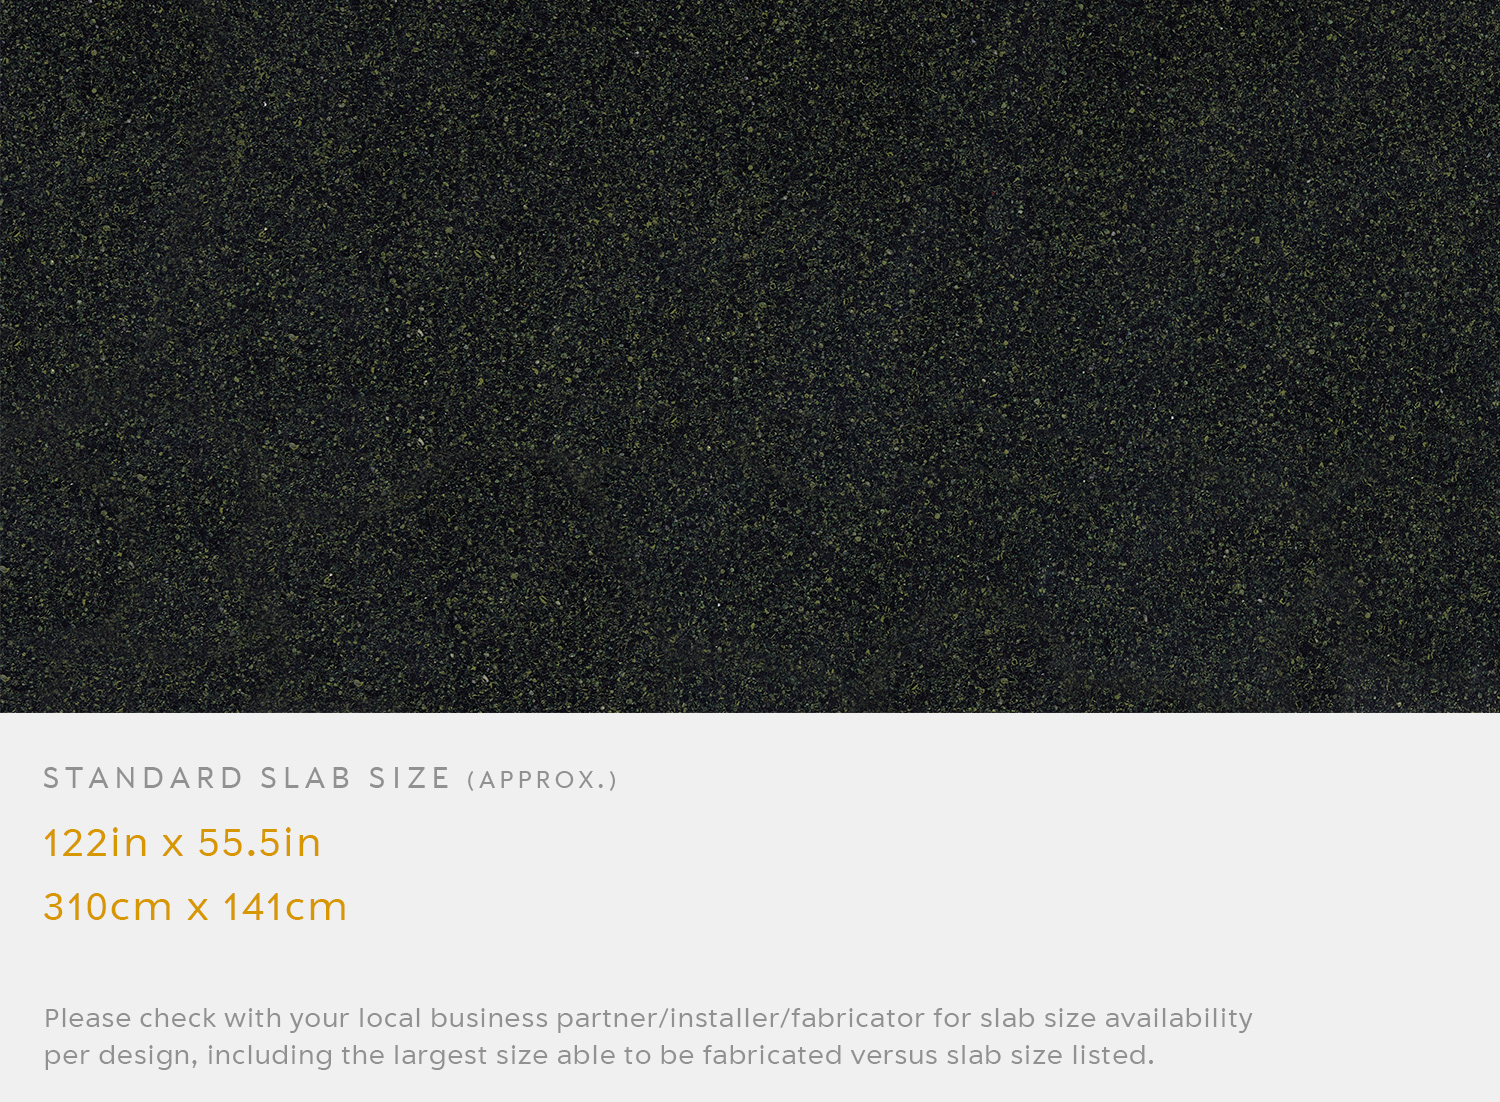 STANDARD SLAB SIZE (APPROX.)
122in x 55.5in
310cm x 141cm
Please check with your local business partner/installer/fabricator for slab size availability
per design, including the largest size able to be fabricated versus slab size listed.